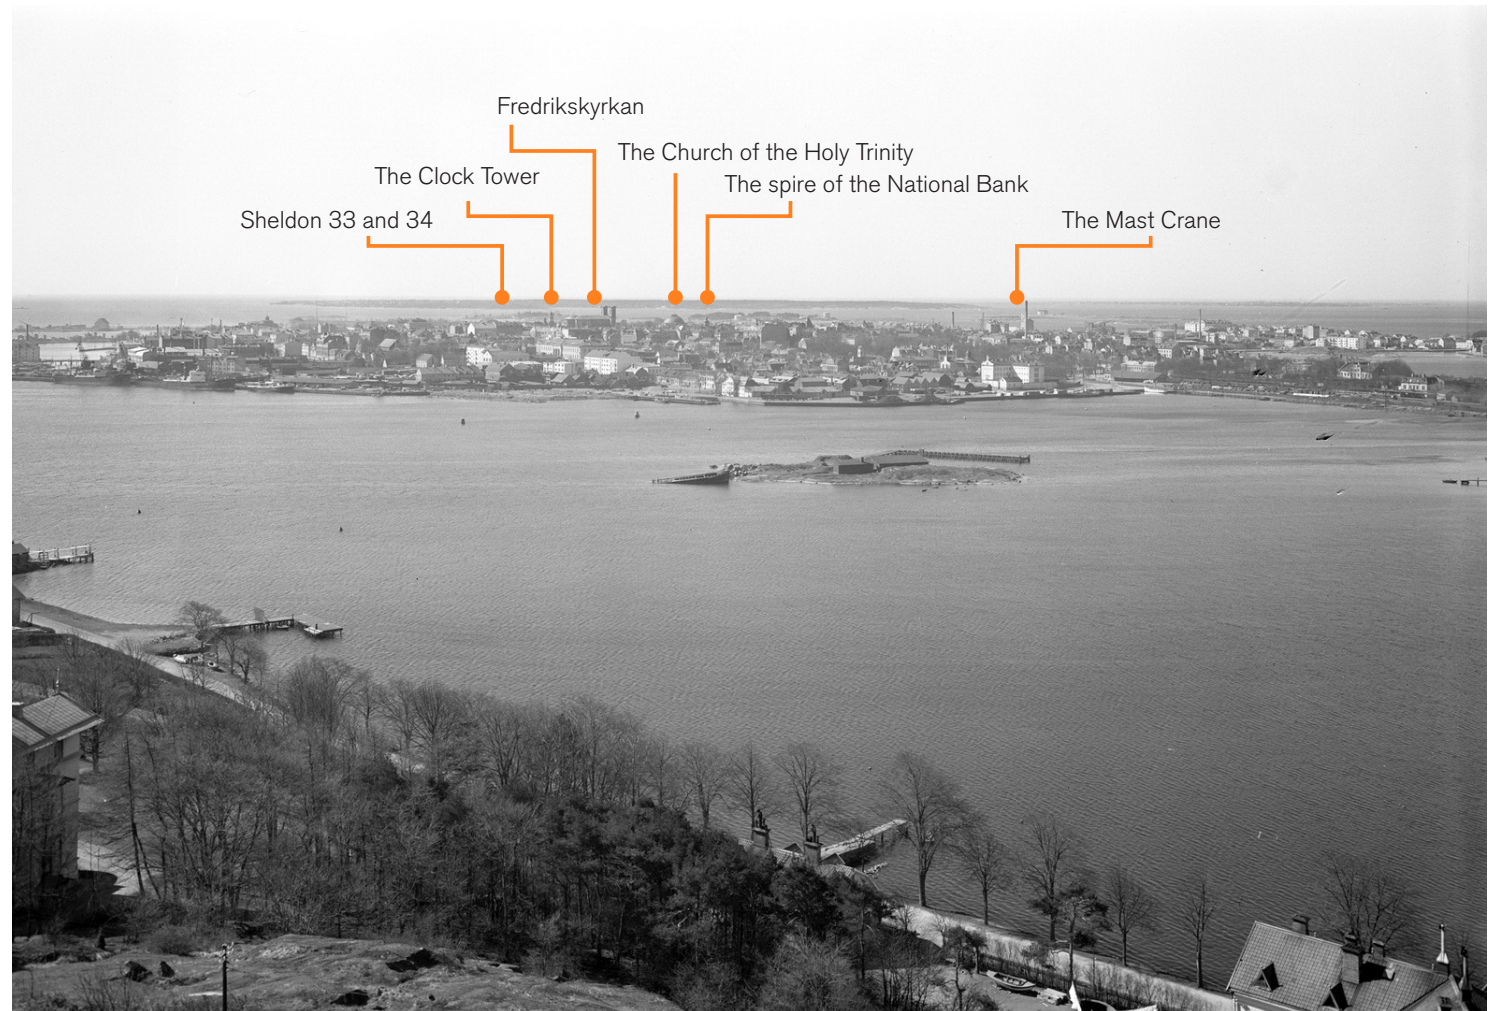 Fredrikskyrkan
The Church of the Holy Trinity
The Clock Tower
The spire of the National Bank
Sheldon 33 and 34
The Mast Crane